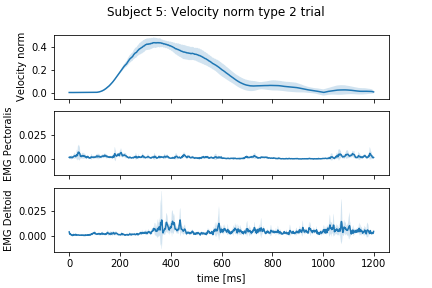 Subject 5: Velocity norm type 2 trial
Velocity norm
0.4
0.2
0.0
EMG Pectoralis
0.025
0.000
EMG Deltoid
0.025
0.000
0 200 400 600 800 1000 1200
time [ms]